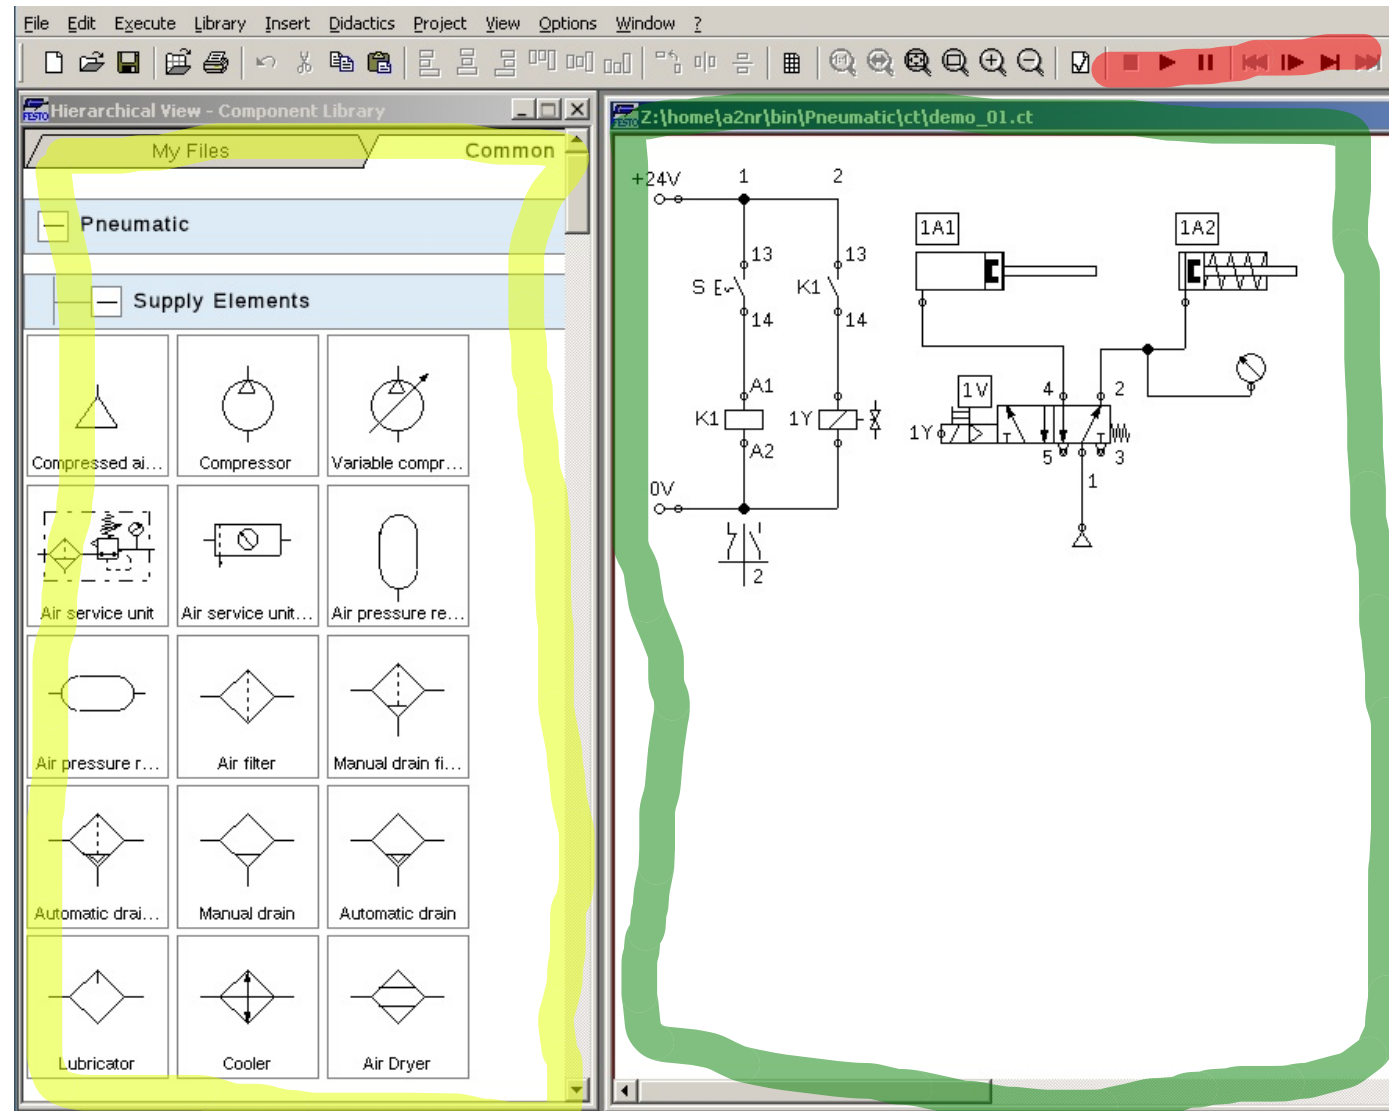 File Edit Execute Library Insert Didactics Project View Options Window ?
FESTO Hierarchical View - Component Library
My Files Common
Pneumatic
Supply Elements
Compressed ai... Compressor Variable compr...
Air service unit Air service unit... Air pressure re...
Air pressure r... Air filter Manual drain fi...
Automatic drai... Manual drain Automatic drain
Lubricator Cooler Air Dryer
FESTO Z:\home\a2nr\bin\Pneumatic\ct\demo_01.ct
+24V 1 2
1A1 1A2
13 13
S K1
14 14
A1
K1 1Y
A2
0V
2
1V 4 2
1Y T T
5 3
1